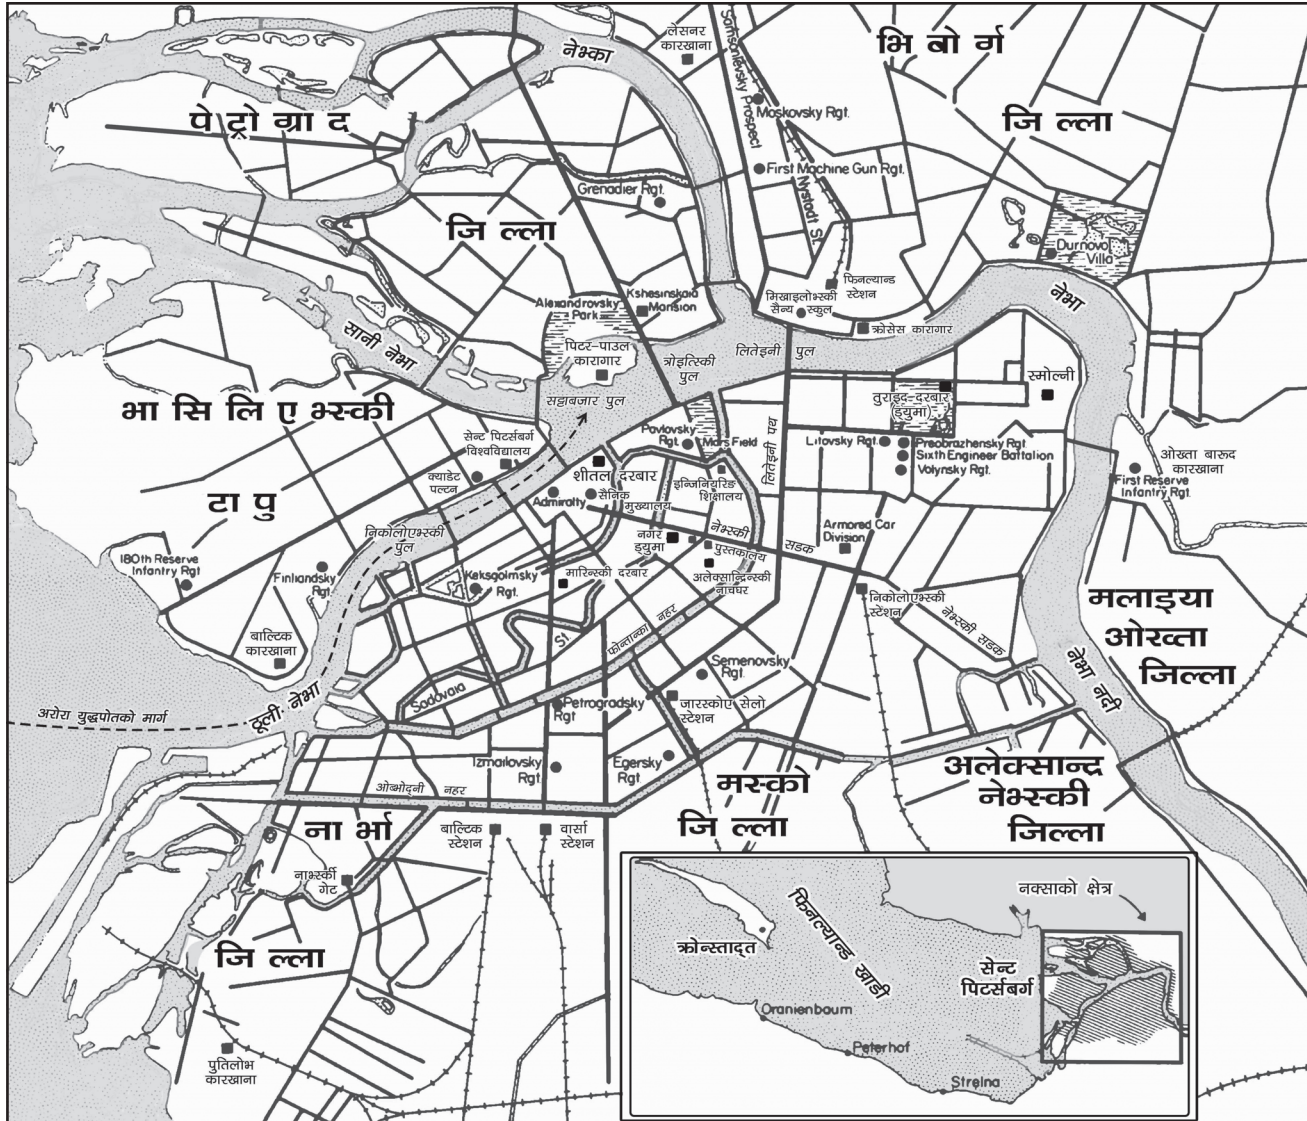 लेसनर
कारखाना
नेभ्का
भिबोर्ग
जिल्ला
Samsonievsky Prospect
Moskovsky Rgt.
First Machine Gun Rgt.
Nystadt St.
पेट्रोग्राद
जिल्ला
Grenadier Rgt.
Durnovo
Villa
फिनल्यान्ड
स्टेशन
मिखाइलोभ्स्की
सैन्य स्कुल
क्रोसेस कारागार
नेभा
Alexandrovsky
Park
Kshesinskaia
Mansion
पिटर-पाउल
कारागार
त्रोइत्स्की
पुल
लितेइनी पुल
सानी नेभा
सट्टाबजार पुल
भासिलिएभ्स्की
टापु
तुराइद-दरबार
(ड्युमा)
स्मोल्नी
Pavlovsky
Rgt.
Mars Field
लितेइनी पथ
Litovsky Rgt.
Preobrazhensky Rgt.
Sixth Engineer Battalion
Volynsky Rgt.
ओख्ता बारुद
कारखाना
First Reserve
Infantry Rgt.
सेन्ट पिटर्सबर्ग
विश्वविद्यालय
क्याडेट
पल्टन
शीतल दरबार
Admiralty
सैनिक
मुख्यालय
इन्जिनियरिङ
शिक्षालय
निकोलोएभ्स्की
पुल
नगर
ड्युमा
नेभ्स्की
सडक
पुस्तकालय
Armored Car
Division
180th Reserve
Infantry Rgt
Finliandsky
Rgt.
Keksgolmsky
Rgt.
मारिन्स्की दरबार
अलेक्सान्द्रिन्स्की
नाचघर
निकोलोएभ्स्की
स्टेशन
नेभ्स्की सडक
मलाइया
ओख्ता
जिल्ला
बाल्टिक
कारखाना
फोन्तान्का नहर
Sadovaia
St.
Semenovsky
Rgt.
नेभा नदी
अरोरा युद्धपोतको मार्ग
ठूली नेभा
Petrogradsky
Rgt
जारस्कोए सेलो
स्टेशन
Izmailovsky
Rgt.
Egersky
Rgt.
मस्को
जिल्ला
अलेक्सान्द्र
नेभ्स्की
जिल्ला
ओब्भोद्नी नहर
नार्भा
जिल्ला
बाल्टिक
स्टेशन
वार्सा
स्टेशन
नार्भ्स्की
गेट
पुतिलोभ
कारखाना
नक्साको क्षेत्र
फिनल्यान्ड खाडी
क्रोन्स्ताद्त
सेन्ट
पिटर्सबर्ग
Oranienbaum
Peterhof
Strelna